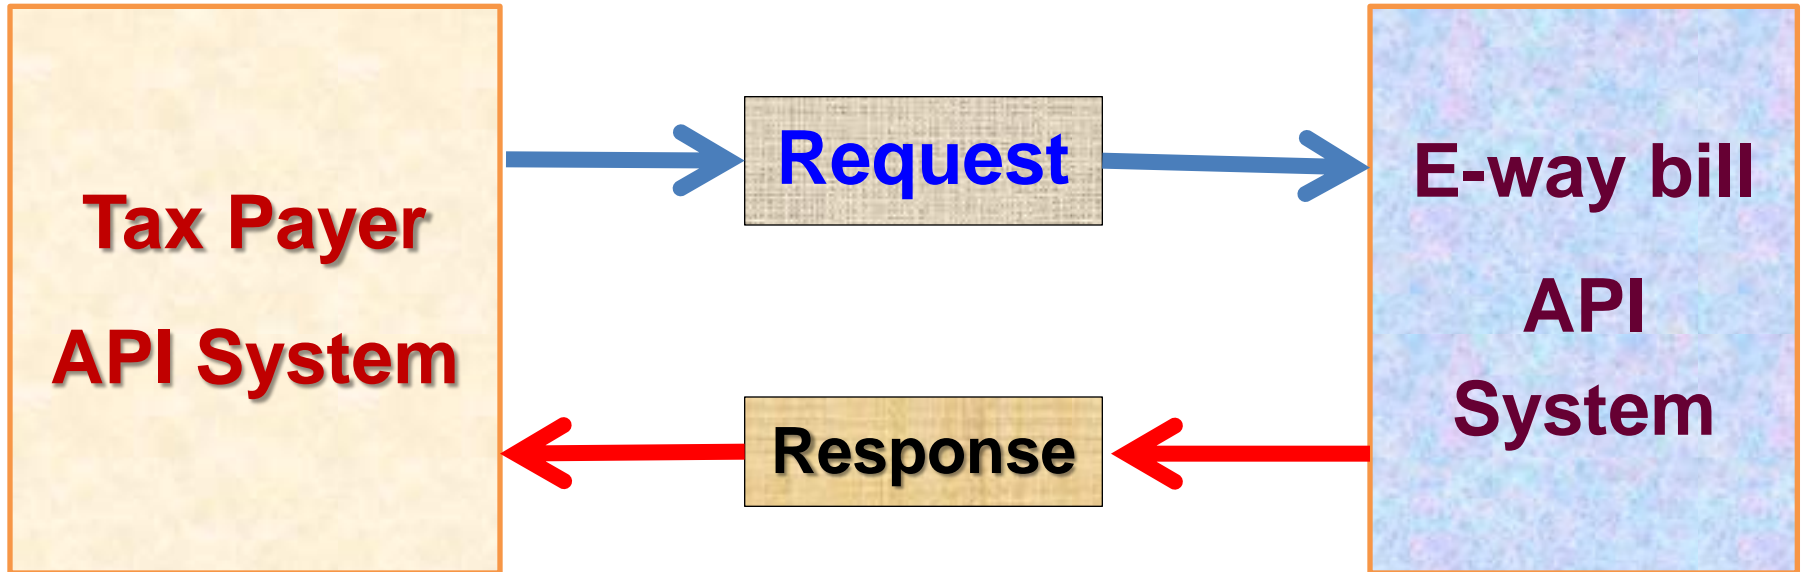 Tax Payer
API System
Request
Response
E-way bill
API
System